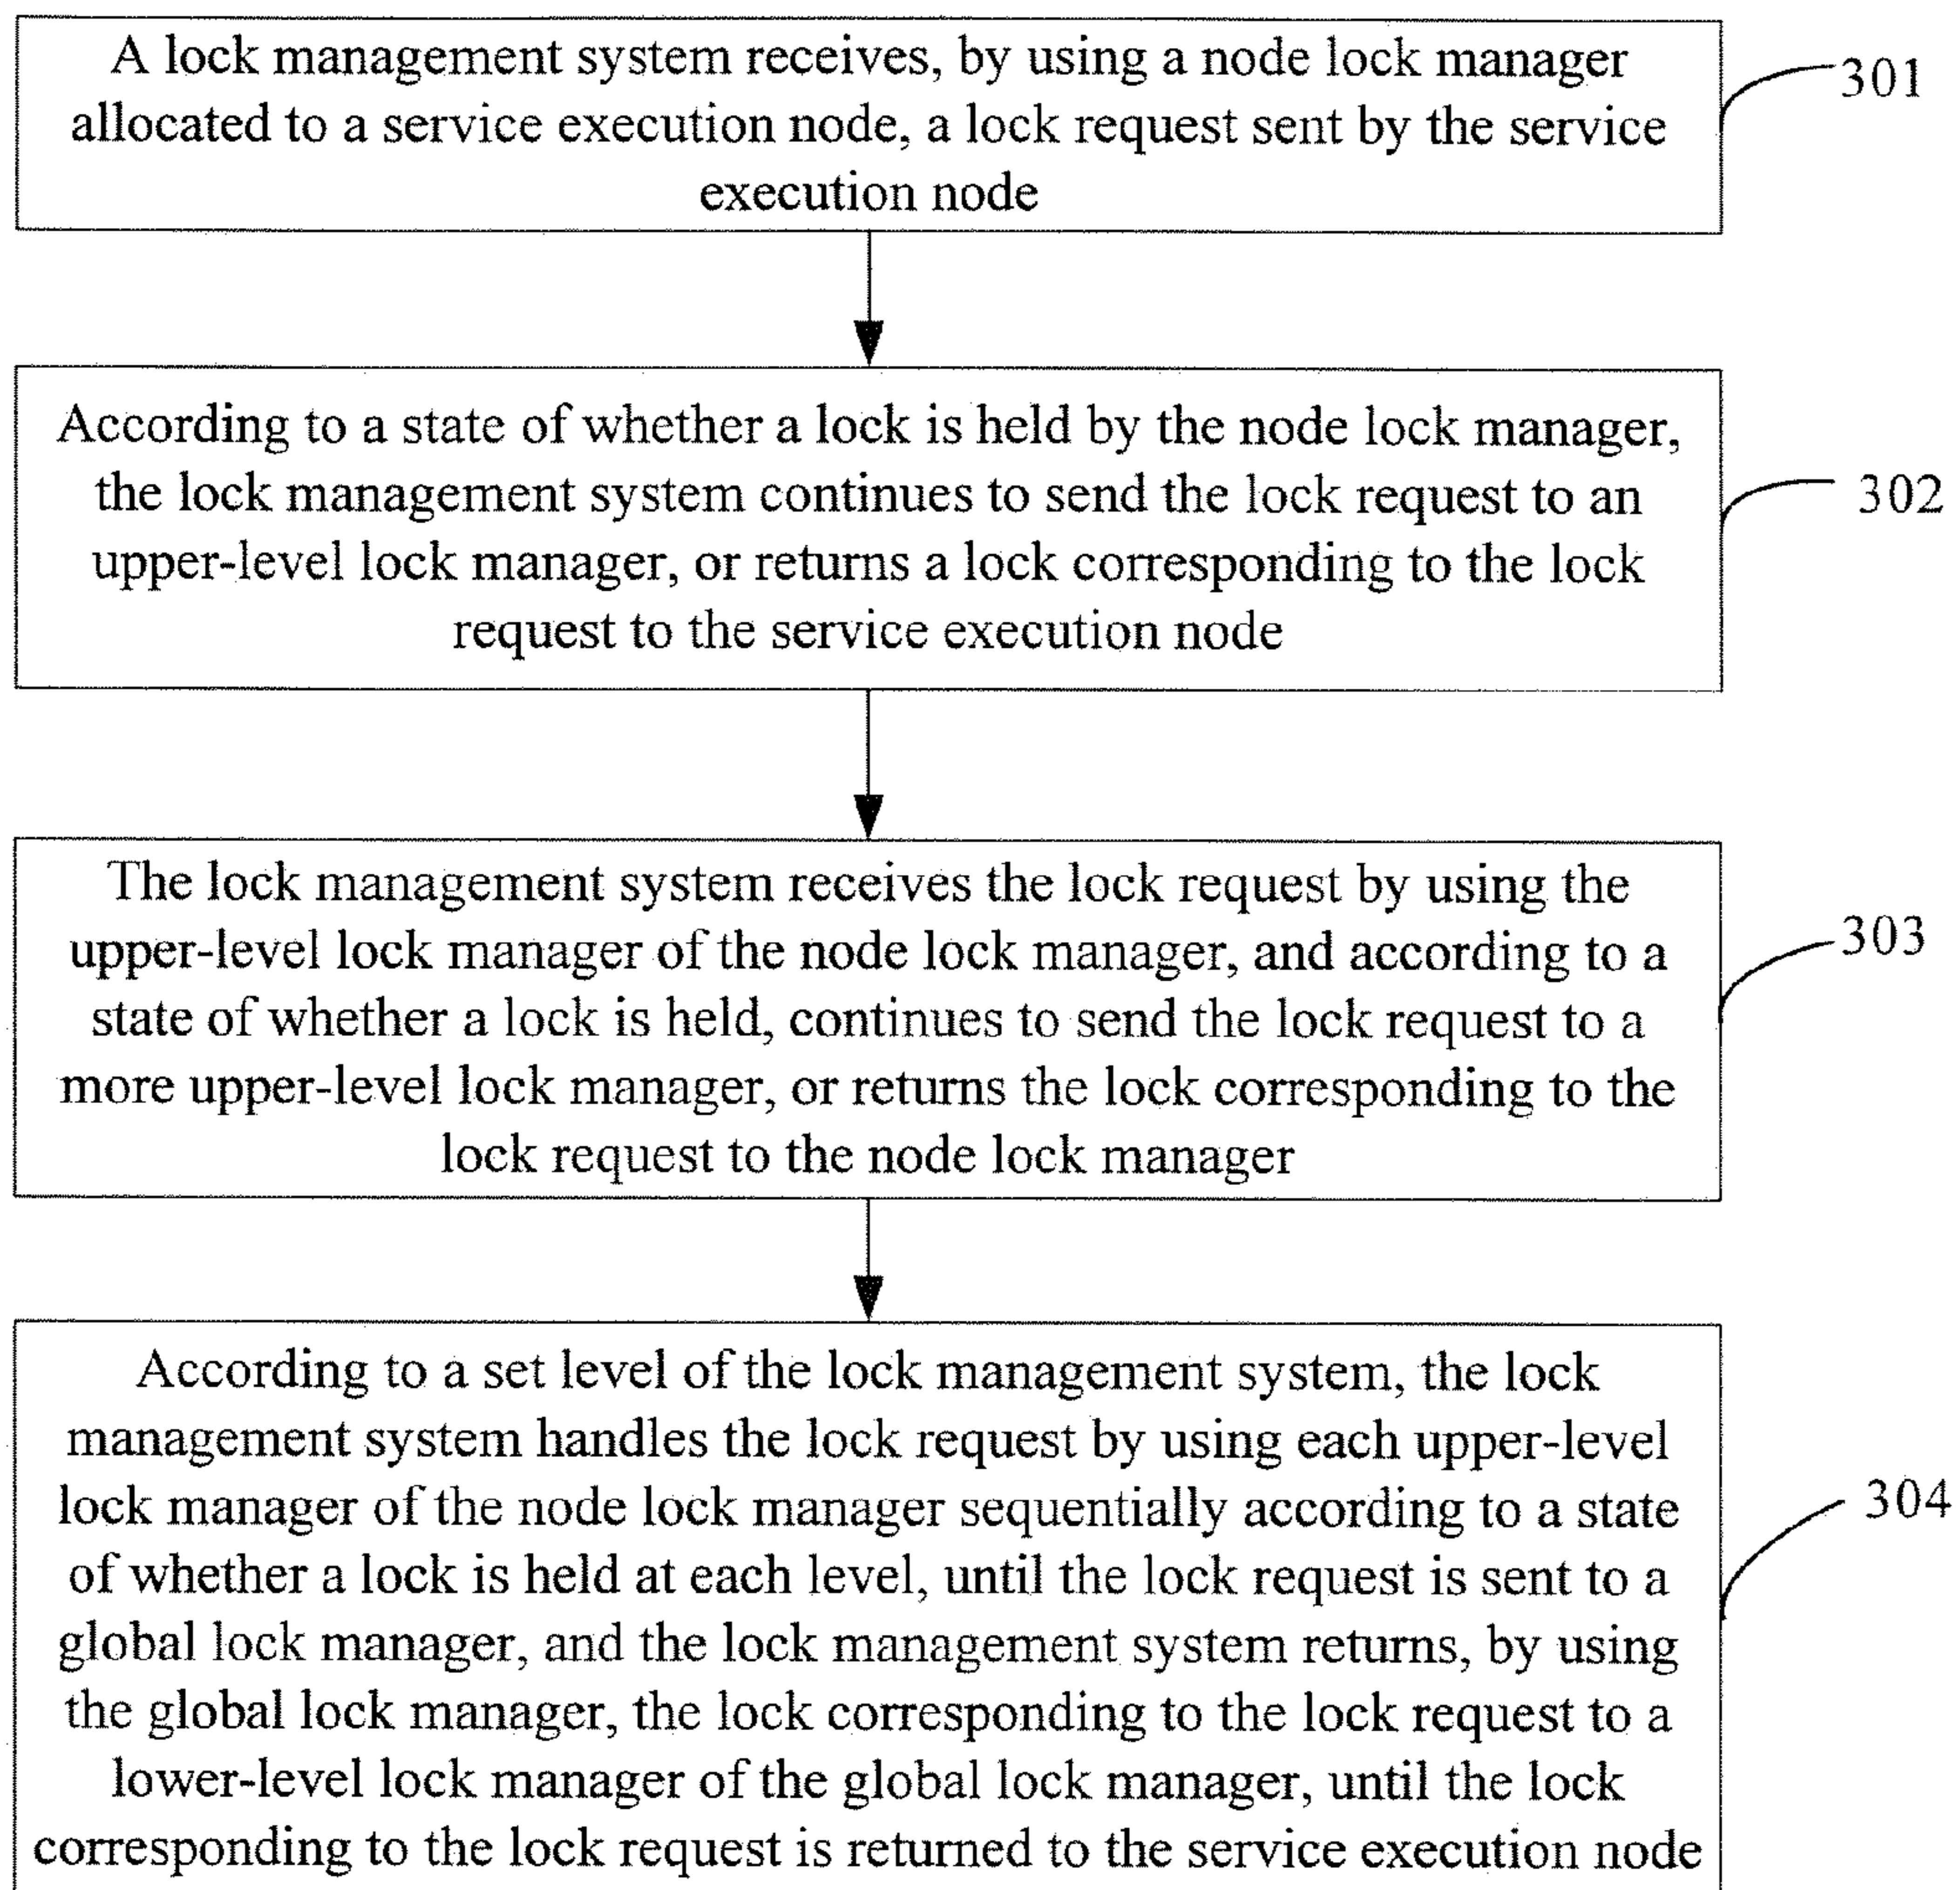 A lock management system receives, by using a node lock manager
allocated to a service execution node, a lock request sent by the service
execution node
301
According to a state of whether a lock is held by the node lock manager,
the lock management system continues to send the lock request to an
upper-level lock manager, or returns a lock corresponding to the lock
request to the service execution node
302
The lock management system receives the lock request by using the
upper-level lock manager of the node lock manager, and according to a
state of whether a lock is held, continues to send the lock request to a
more upper-level lock manager, or returns the lock corresponding to the
lock request to the node lock manager
303
According to a set level of the lock management system, the lock
management system handles the lock request by using each upper-level
lock manager of the node lock manager sequentially according to a state
of whether a lock is held at each level, until the lock request is sent to a
global lock manager, and the lock management system returns, by using
the global lock manager, the lock corresponding to the lock request to a
lower-level lock manager of the global lock manager, until the lock
corresponding to the lock request is returned to the service execution node
304